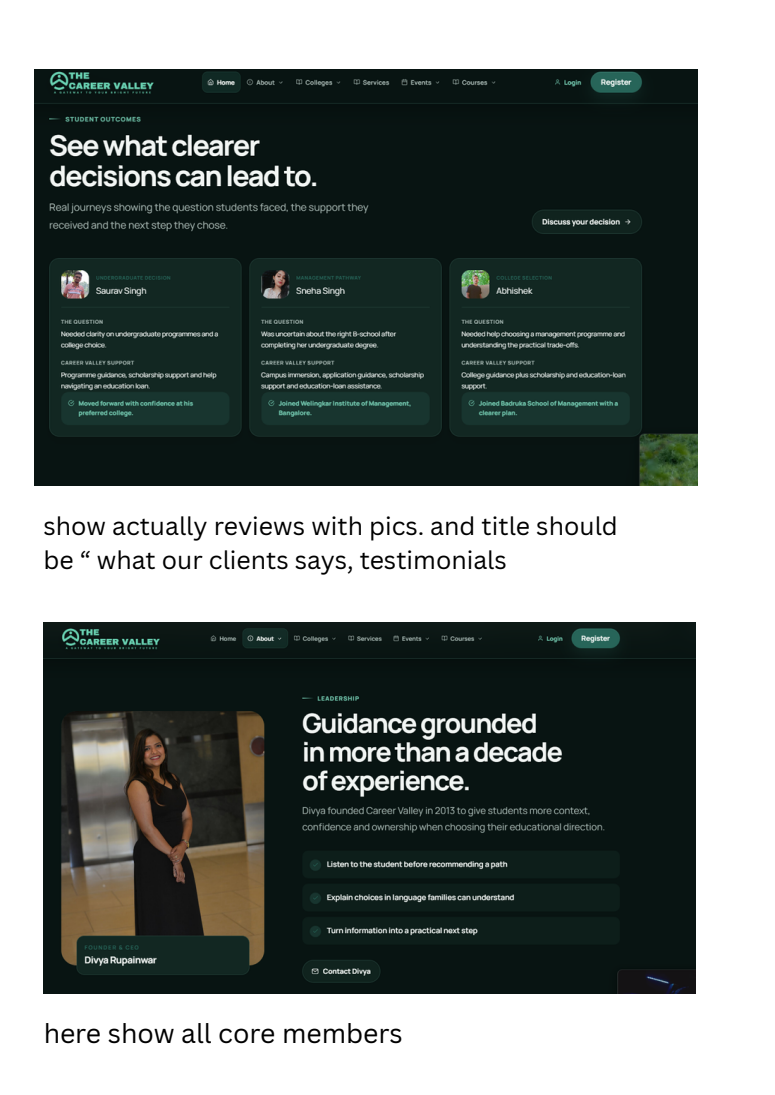 THE
CAREER VALLEY
A GATEWAY TO YOUR BRIGHT FUTURE
Home About Colleges Services Events Courses Login Register
STUDENT OUTCOMES
See what clearer
decisions can lead to.
Real journeys showing the question students faced, the support they
received and the next step they chose.
Discuss your decision →
UNDERGRADUATE DECISION
Saurav Singh
THE QUESTION
Needed clarity on undergraduate programmes and a
college choice.
CAREER VALLEY SUPPORT
Programme guidance, scholarship support and help
navigating an education loan.
Moved forward with confidence at his
preferred college.
MANAGEMENT PATHWAY
Sneha Singh
THE QUESTION
Was uncertain about the right B-school after
completing her undergraduate degree.
CAREER VALLEY SUPPORT
Campus immersion, application guidance, scholarship
support and education-loan assistance.
Joined Welingkar Institute of Management,
Bangalore.
COLLEGE SELECTION
Abhishek
THE QUESTION
Needed help choosing a management programme and
understanding the practical trade-offs.
CAREER VALLEY SUPPORT
College guidance plus scholarship and education-loan
support.
Joined Badruka School of Management with a
clearer plan.
show actually reviews with pics. and title should
be “ what our clients says, testimonials
THE
CAREER VALLEY
A GATEWAY TO YOUR BRIGHT FUTURE
Home About Colleges Services Events Courses Login Register
LEADERSHIP
Guidance grounded
in more than a decade
of experience.
Divya founded Career Valley in 2013 to give students more context,
confidence and ownership when choosing their educational direction.
Listen to the student before recommending a path
Explain choices in language families can understand
Turn information into a practical next step
Contact Divya
FOUNDER & CEO
Divya Rupainwar
here show all core members